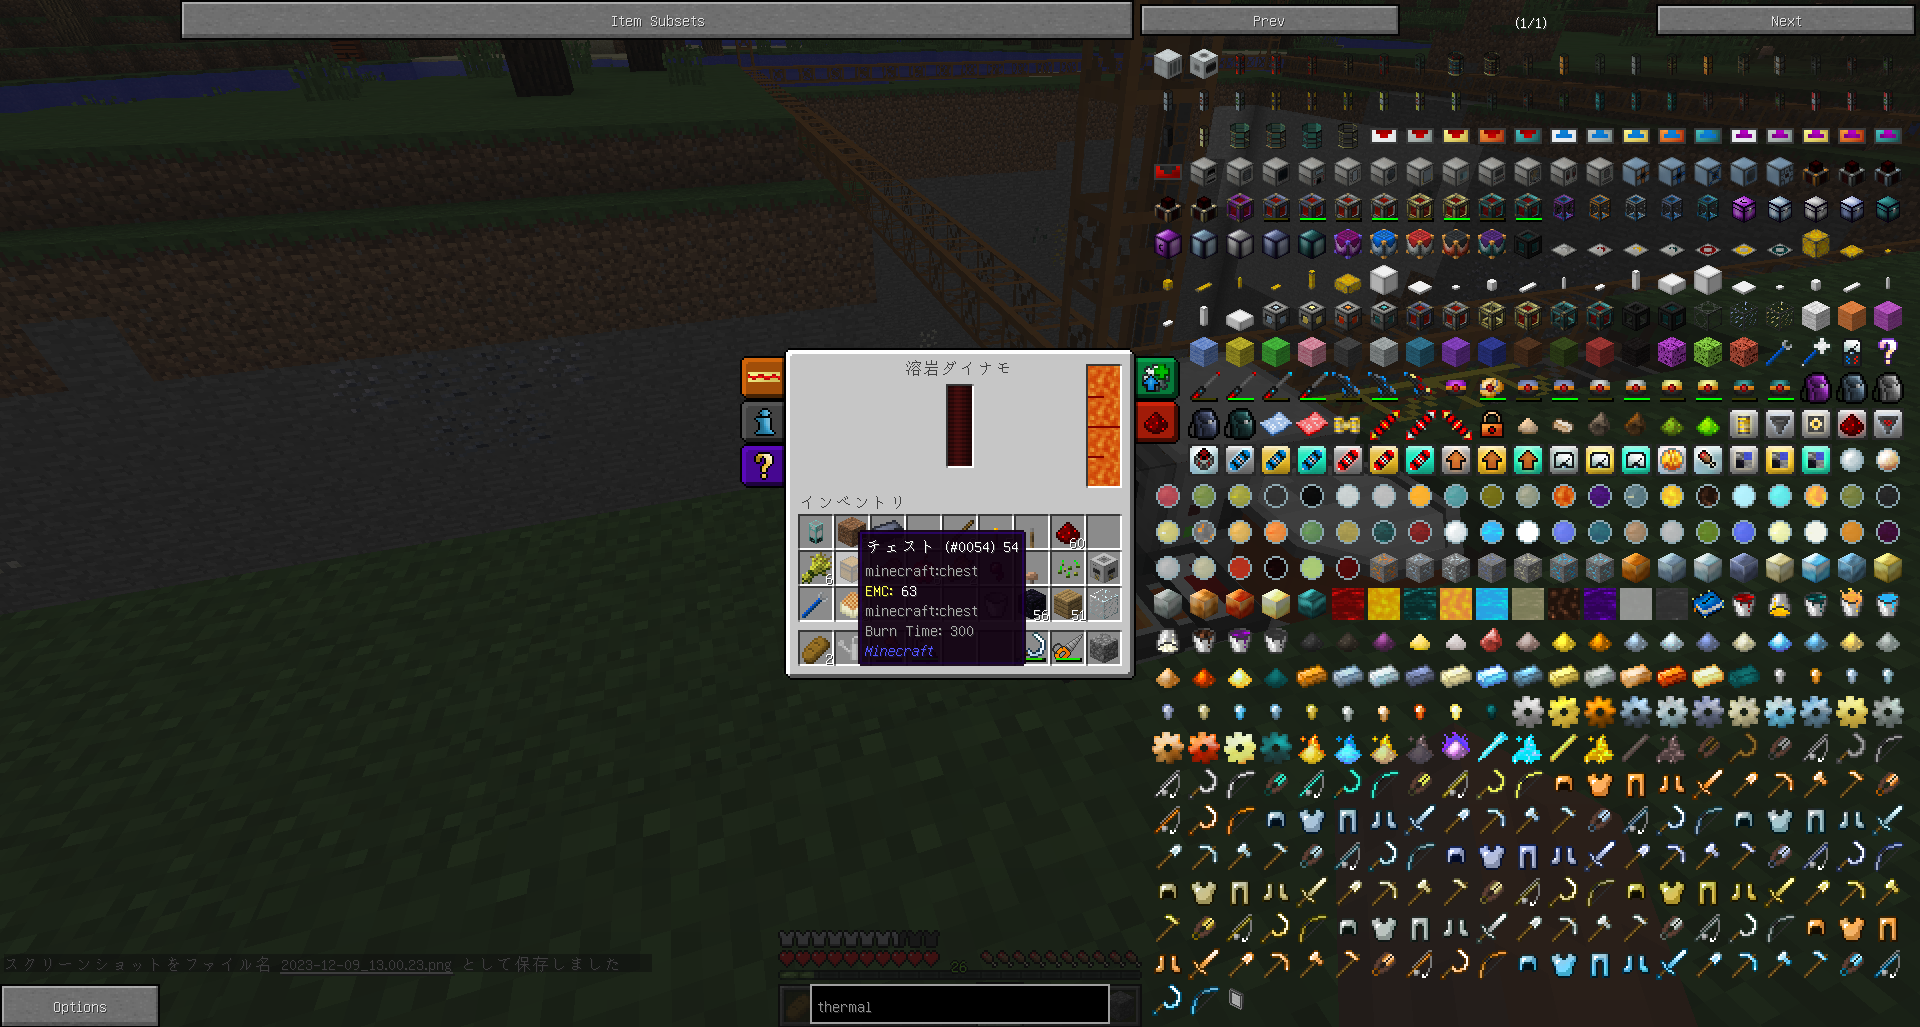 Item Subsets
Prev
(1/1)
Next
溶岩ダイナモ
インベントリ
60
チェスト (#0054) 54
minecraft:chest
EMC: 63
minecraft:chest
Burn Time: 300
Minecraft
6
56
51
2
26
スクリーンショットをファイル名 2023-12-09_13.00.23.png として保存しました
Options
thermal